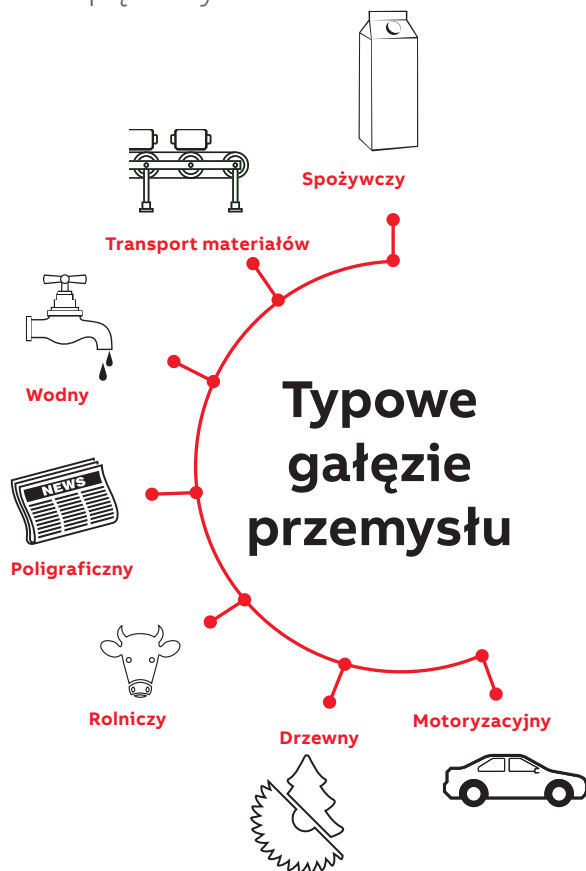 Spożywczy
Transport materiałów
Wodny
Typowe
gałęzie
przemysłu
NEWS
Poligraficzny
Rolniczy
Drzewny
Motoryzacyjny